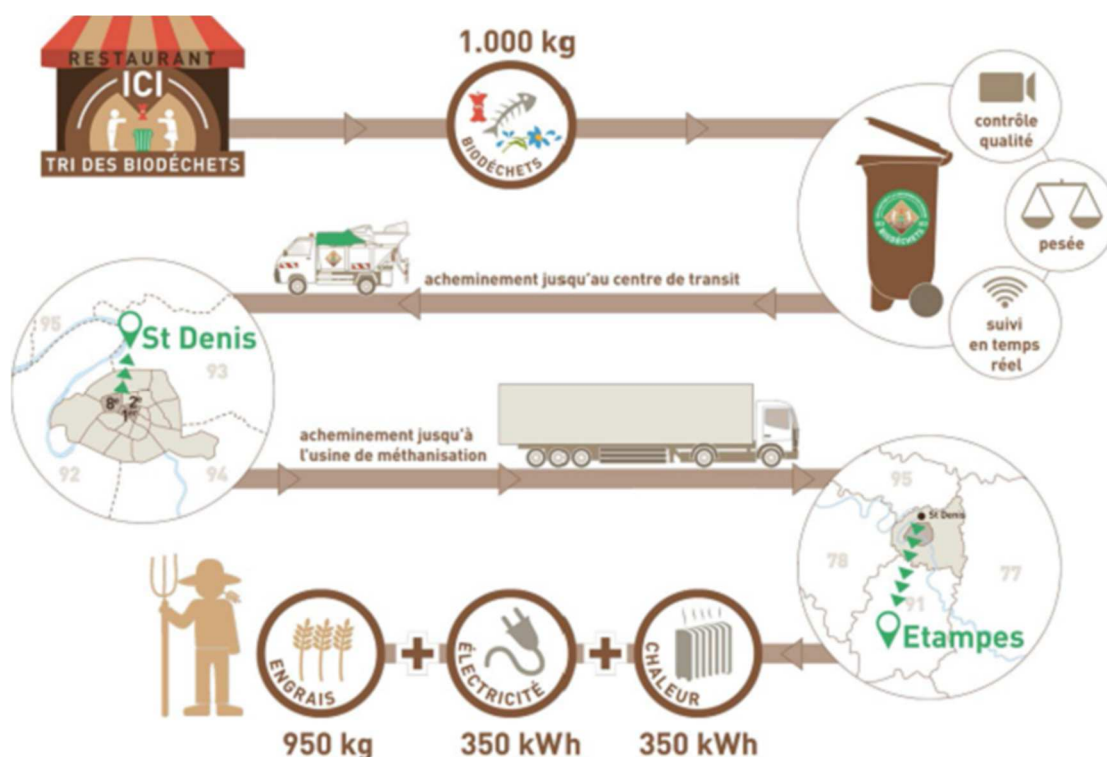 RESTAURANT
ICI
TRI DES BIODÉCHETS
1.000 kg
BIODÉCHETS
contrôle
qualité
pesée
suivi
en temps
réel
BIODÉCHETS
acheminement jusqu'au centre de transit
95
St Denis
93
8e 2e
1er
92
94
acheminement jusqu'à
l'usine de méthanisation
95
St Denis
78
77
91
Etampes
ENGRAIS
+
ÉLECTRICITÉ
+
CHALEUR
950 kg
350 kWh
350 kWh